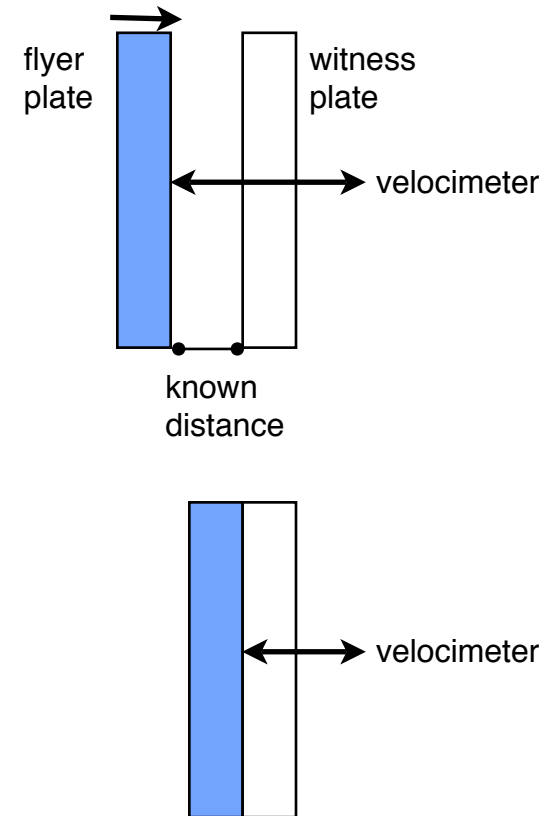 flyer
plate
witness
plate
velocimeter
known
distance
velocimeter